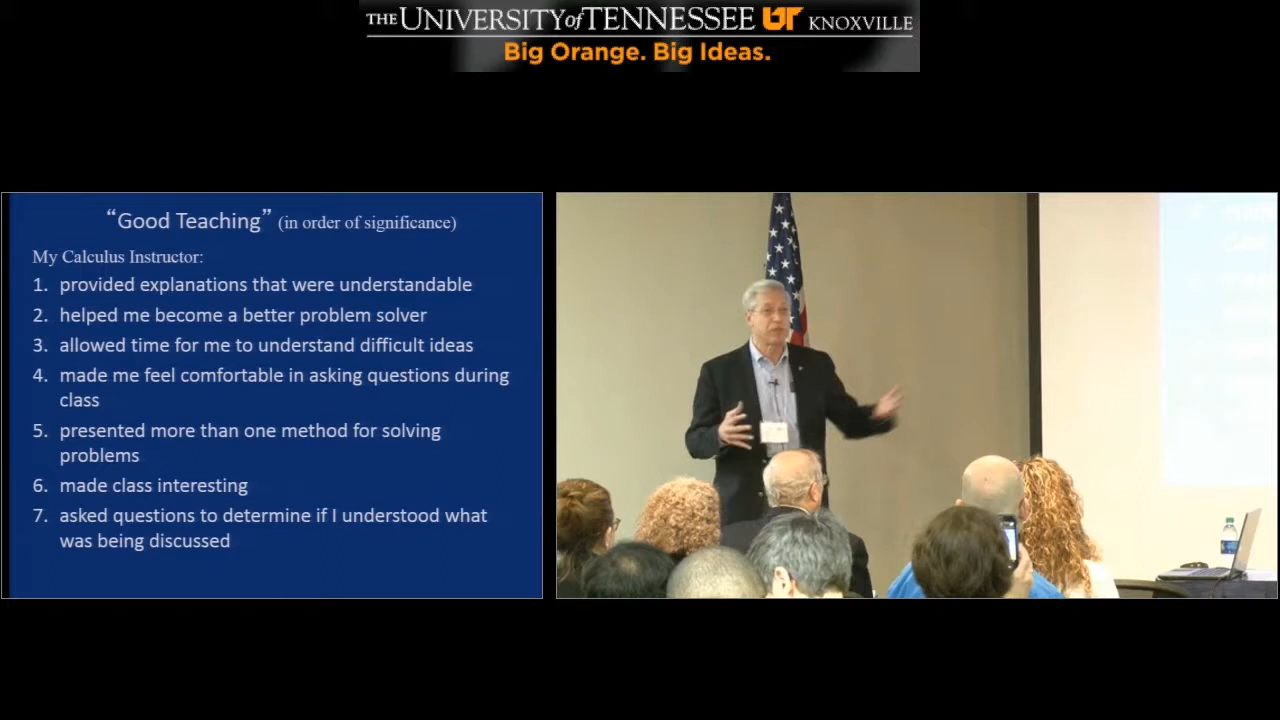 THE UNIVERSITY of TENNESSEE UT KNOXVILLE
Big Orange. Big Ideas.
“Good Teaching” (in order of significance)
My Calculus Instructor:
1. provided explanations that were understandable
2. helped me become a better problem solver
3. allowed time for me to understand difficult ideas
4. made me feel comfortable in asking questions during
class
5. presented more than one method for solving
problems
6. made class interesting
7. asked questions to determine if I understood what
was being discussed